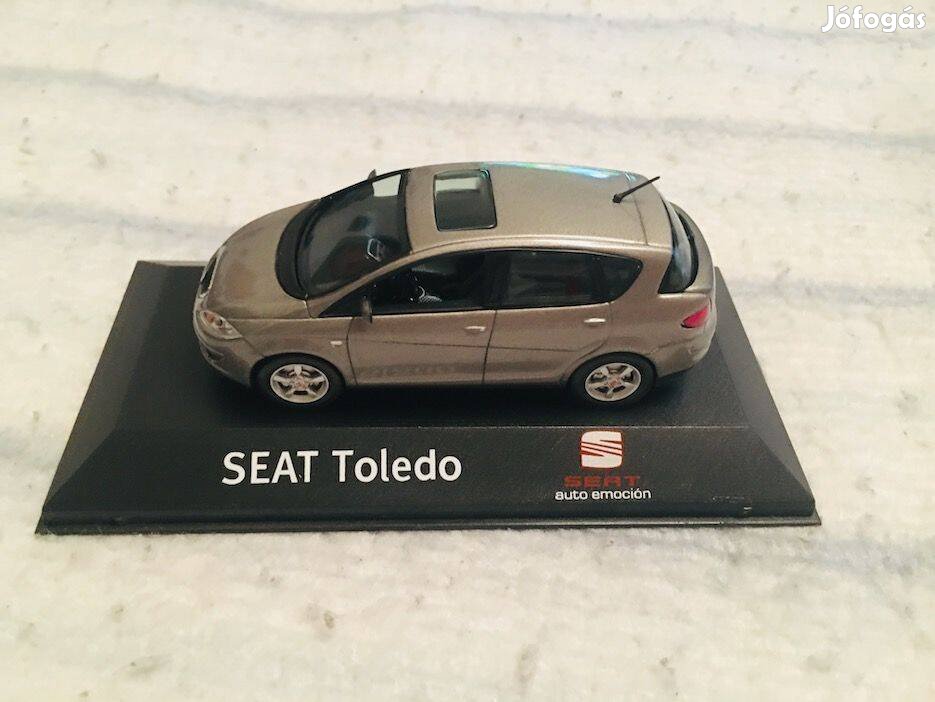 Jófogás
SEAT Toledo
SEAT
auto emoción